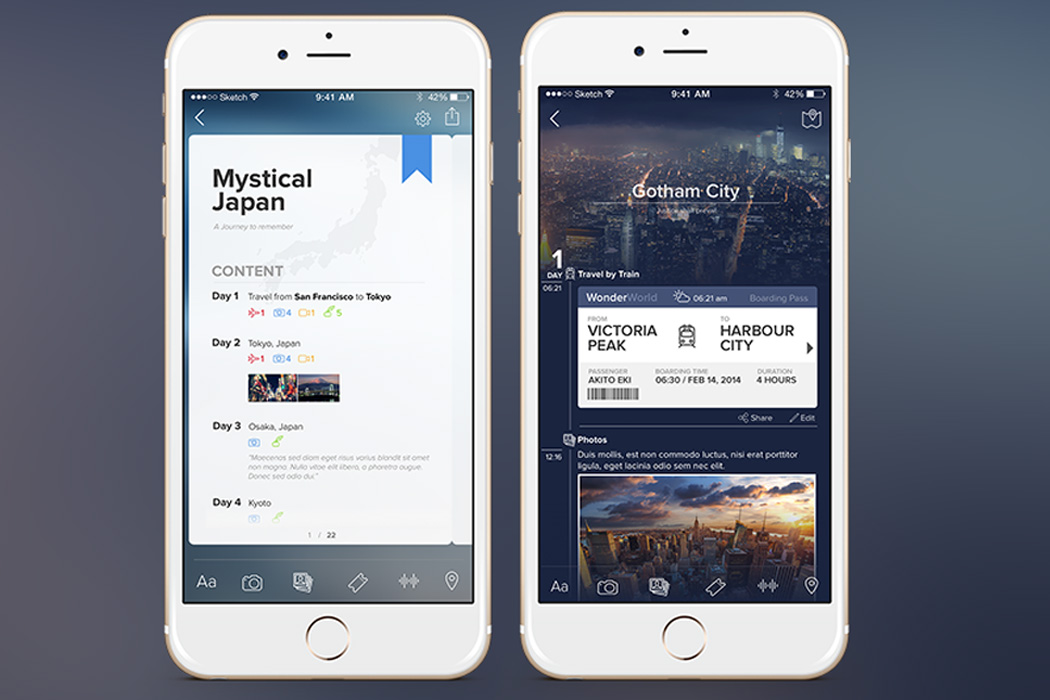 ●●●○○ Sketch
9:41 AM
42%
Mystical
Japan
A Journey to remember
CONTENT
Day 1 Travel from San Francisco to Tokyo
1 4 1 5
Day 2 Tokyo, Japan
1 4 1
Day 3 Osaka, Japan
"Maecenas sed diam eget risus varius blandit sit amet
non magna. Nulla vitae elit libero, a pharetra augue.
Donec sed odio dui."
Day 4 Kyoto
1 / 22
Aa
●●●○○ Sketch
9:41 AM
42%
Gotham City
1
DAY
Travel by Train
06:21
WonderWorld 06:21 am Boarding Pass
FROM TO
VICTORIA HARBOUR
PEAK CITY
PASSENGER BOARDING TIME DURATION
AKITO EKI 06:30 / FEB 14, 2014 4 HOURS
Share Edit
Photos
12:16
Duis mollis, est non commodo luctus, nisi erat porttitor
ligula, eget lacinia odio sem nec elit.
Aa